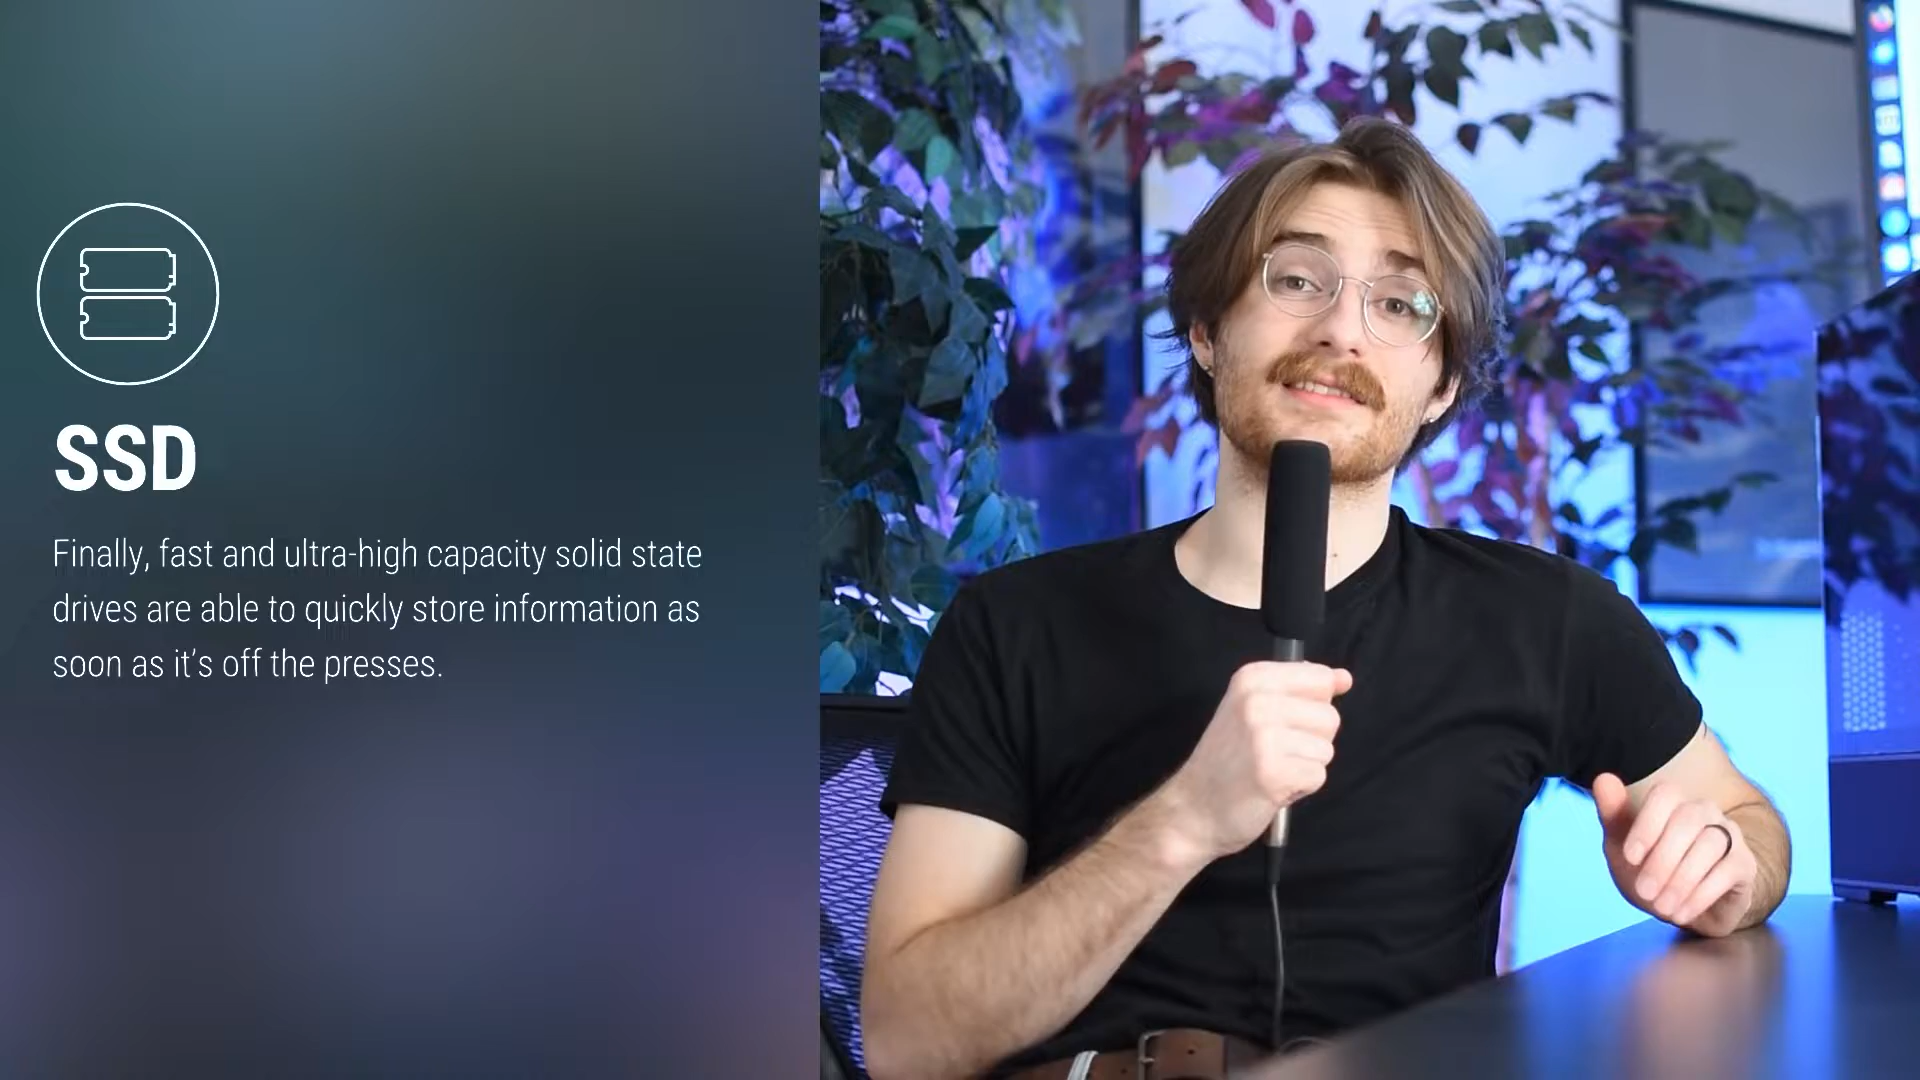 SSD
Finally, fast and ultra-high capacity solid state
drives are able to quickly store information as
soon as it’s off the presses.